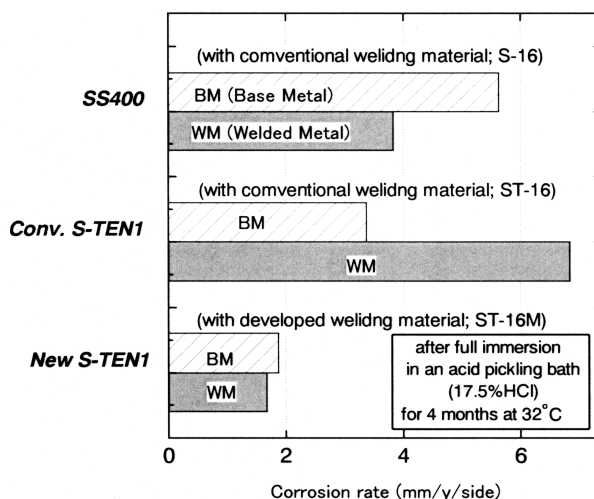 (with comventional welidng material; S-16)
SS400
BM (Base Metal)
WM (Welded Metal)
(with comventional welidng material; ST-16)
Conv. S-TEN1
BM
WM
(with developed welidng material; ST-16M)
New S-TEN1
BM
WM
after full immersion
in an acid pickling bath
(17.5%HCl)
for 4 months at 32°C
0 2 4 6
Corrosion rate (mm/y/side)